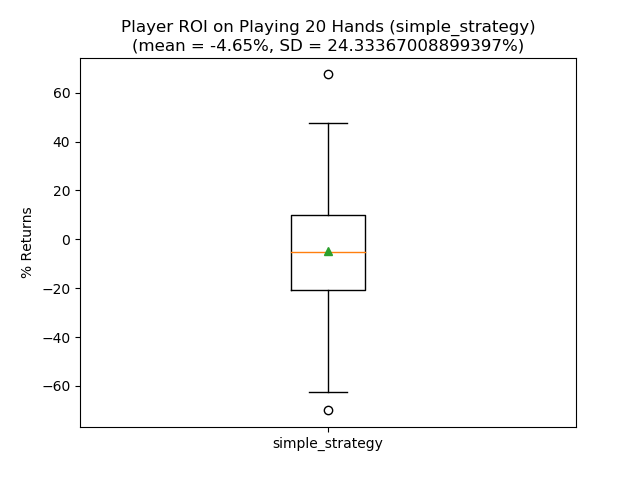 Player ROI on Playing 20 Hands (simple_strategy)
(mean = -4.65%, SD = 24.33367008899397%)
60
40
20
0
−20
−40
−60
% Returns
simple_strategy